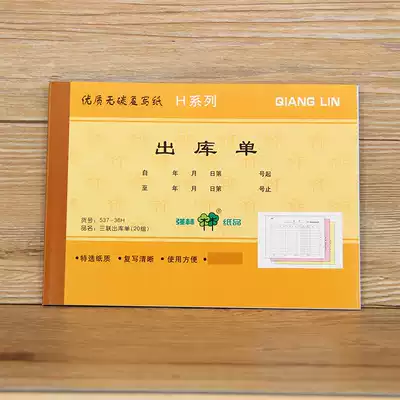 优质无碳复写纸 H系列 QIANG LIN
出库单
自 年 月 日第 号起
至 年 月 日第 号止
强林 纸品
货号：537-36H
品名：三联出库单(20组)
•特选纸质 •复写清晰 •使用方便 •